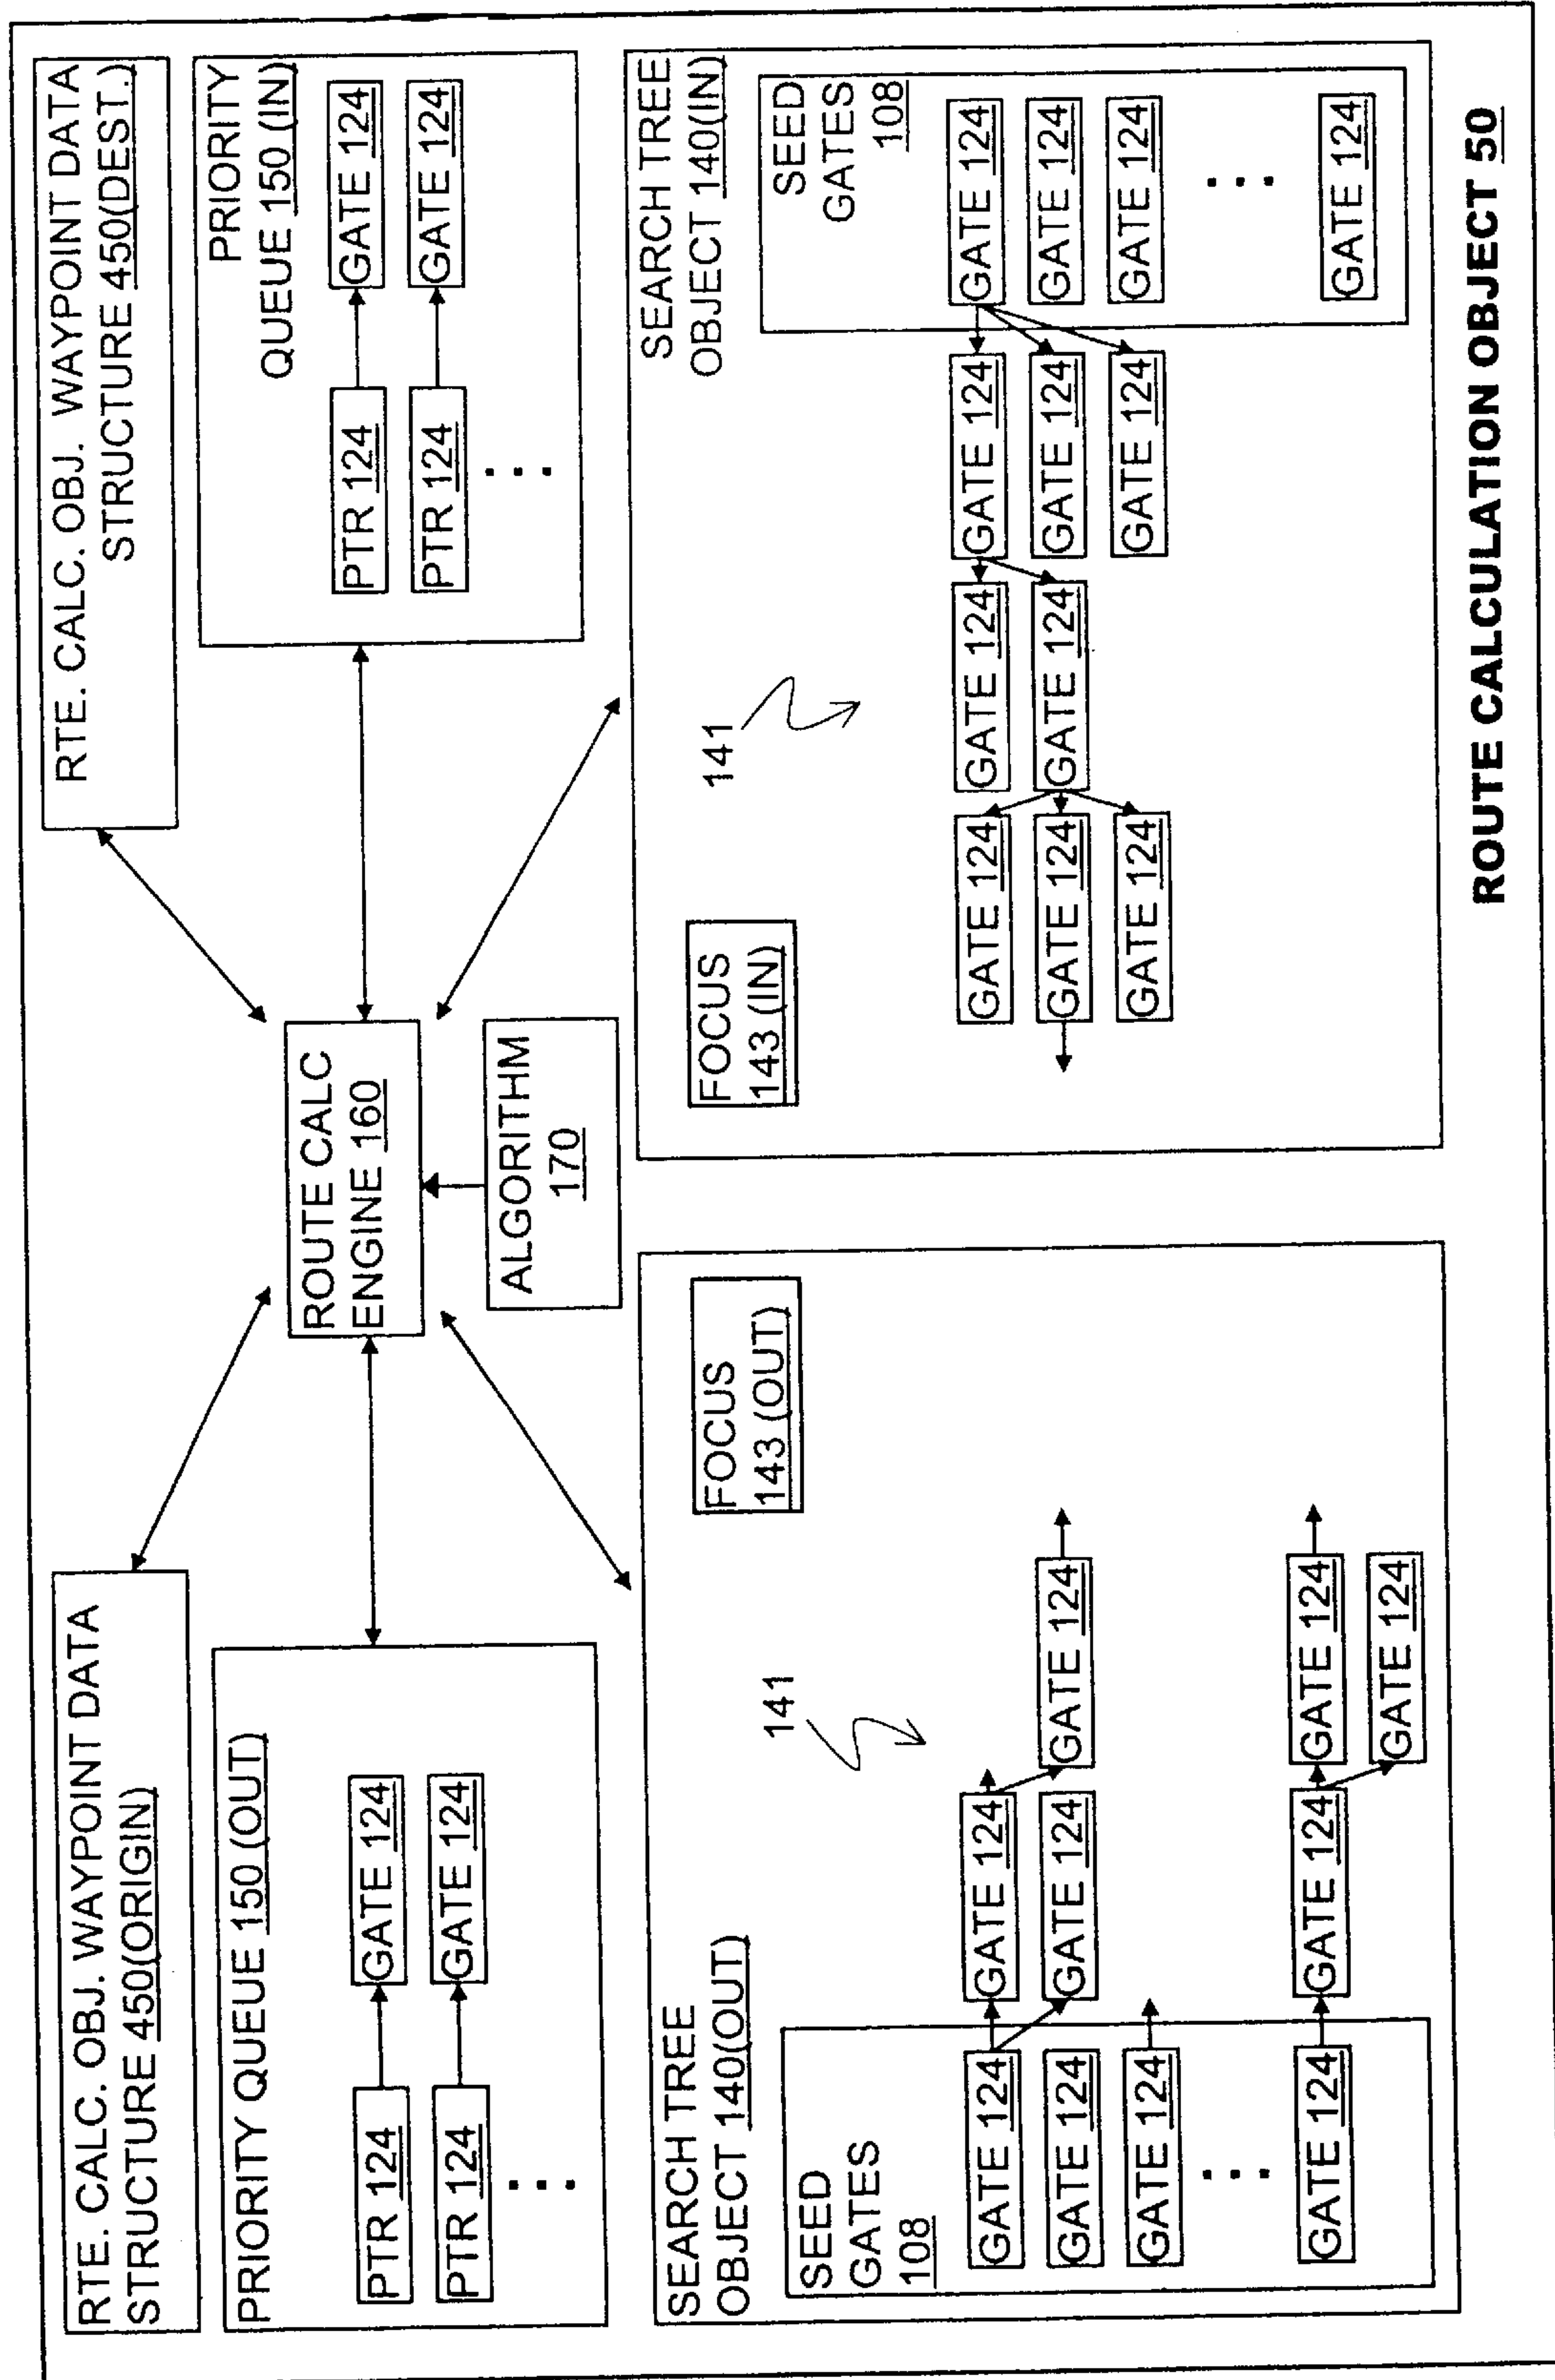 RTE. CALC. OBJ. WAYPOINT DATA
STRUCTURE 450(ORIGIN)
RTE. CALC. OBJ. WAYPOINT DATA
STRUCTURE 450(DEST.)
PRIORITY QUEUE 150 (OUT)
PTR 124
GATE 124
PTR 124
GATE 124
...
ROUTE CALC
ENGINE 160
ALGORITHM
170
PRIORITY
QUEUE 150 (IN)
PTR 124
GATE 124
PTR 124
GATE 124
...
SEARCH TREE
OBJECT 140(OUT)
FOCUS
143 (OUT)
141
SEED
GATES
108
GATE 124
GATE 124
GATE 124
GATE 124
GATE 124
GATE 124
...
GATE 124
GATE 124
GATE 124
GATE 124
SEARCH TREE
OBJECT 140(IN)
FOCUS
143 (IN)
141
SEED
GATES
108
GATE 124
GATE 124
GATE 124
GATE 124
GATE 124
GATE 124
GATE 124
GATE 124
GATE 124
GATE 124
GATE 124
...
GATE 124
ROUTE CALCULATION OBJECT 50